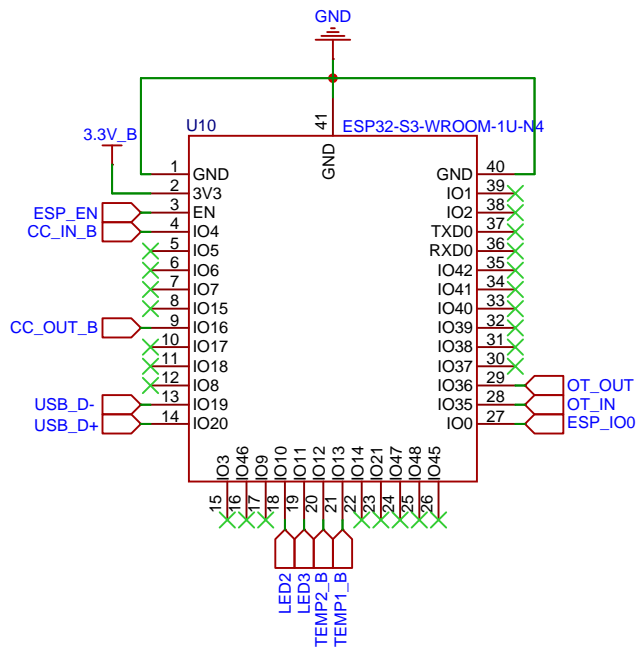 GND
U10
ESP32-S3-WROOM-1U-N4
3.3V_B
41
GND
1 GND
GND 40
2 3V3
IO1 39
ESP_EN 3 EN
IO2 38
CC_IN_B 4 IO4
TXD0 37
5 IO5
RXD0 36
6 IO6
IO42 35
7 IO7
IO41 34
8 IO15
IO40 33
CC_OUT_B 9 IO16
IO39 32
10 IO17
IO38 31
11 IO18
IO37 30
12 IO8
IO36 29 OT_OUT
USB_D- 13 IO19
IO35 28 OT_IN
USB_D+ 14 IO20
IO0 27 ESP_IO0
IO3
IO46
IO9
IO10
IO11
IO12
IO13
IO14
IO21
IO47
IO48
IO45
15
16
17
18
19
20
21
22
23
24
25
26
LED2
LED3
TEMP2_B
TEMP1_B